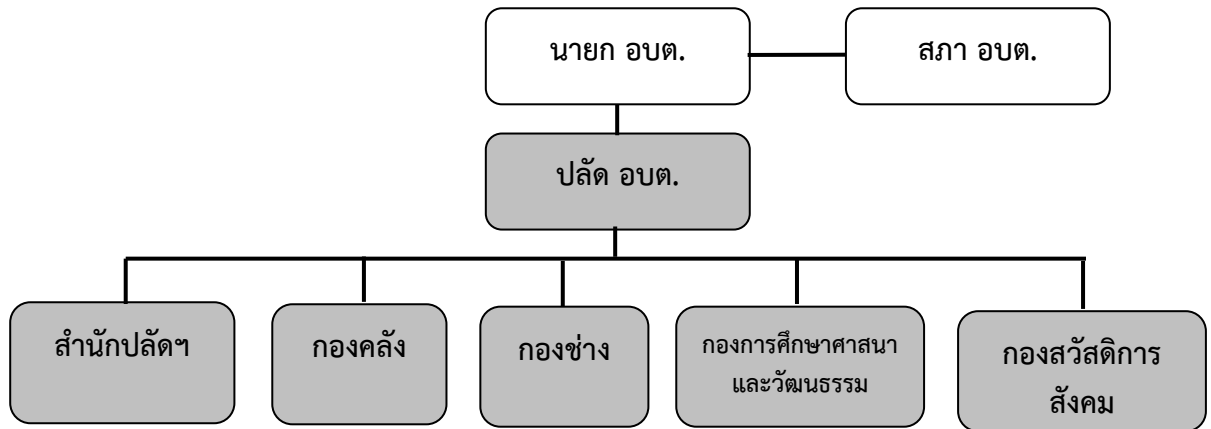 นายก อบต.
สภา อบต.
ปลัด อบต.
สำนักปลัดฯ
กองคลัง
กองช่าง
กองการศึกษาศาสนา
และวัฒนธรรม
กองสวัสดิการ
สังคม